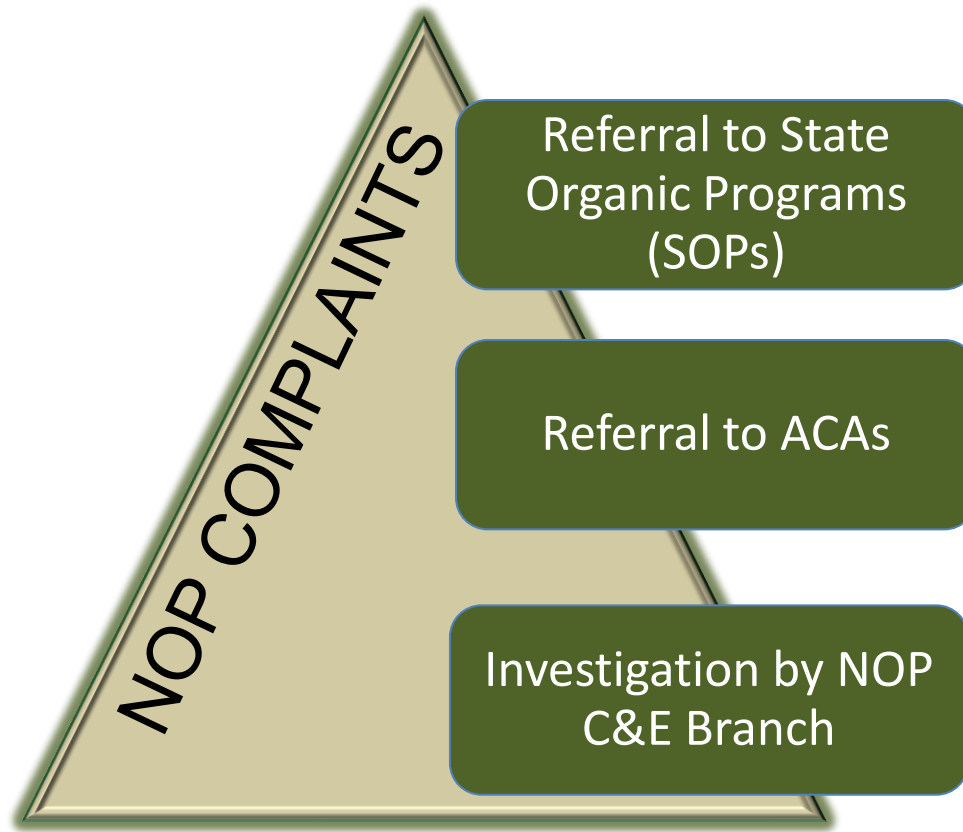 NOP COMPLAINTS
Referral to State
Organic Programs
(SOPs)
Referral to ACAs
Investigation by NOP
C&E Branch